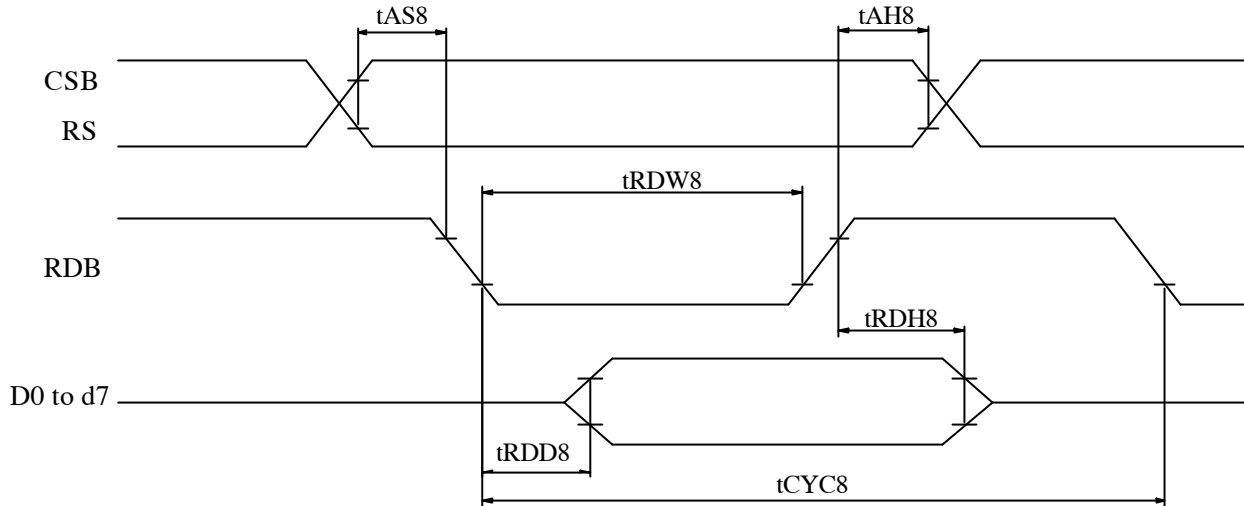 tAS8
tAH8
CSB
RS
tRDW8
RDB
tRDH8
D0 to d7
tRDD8
tCYC8